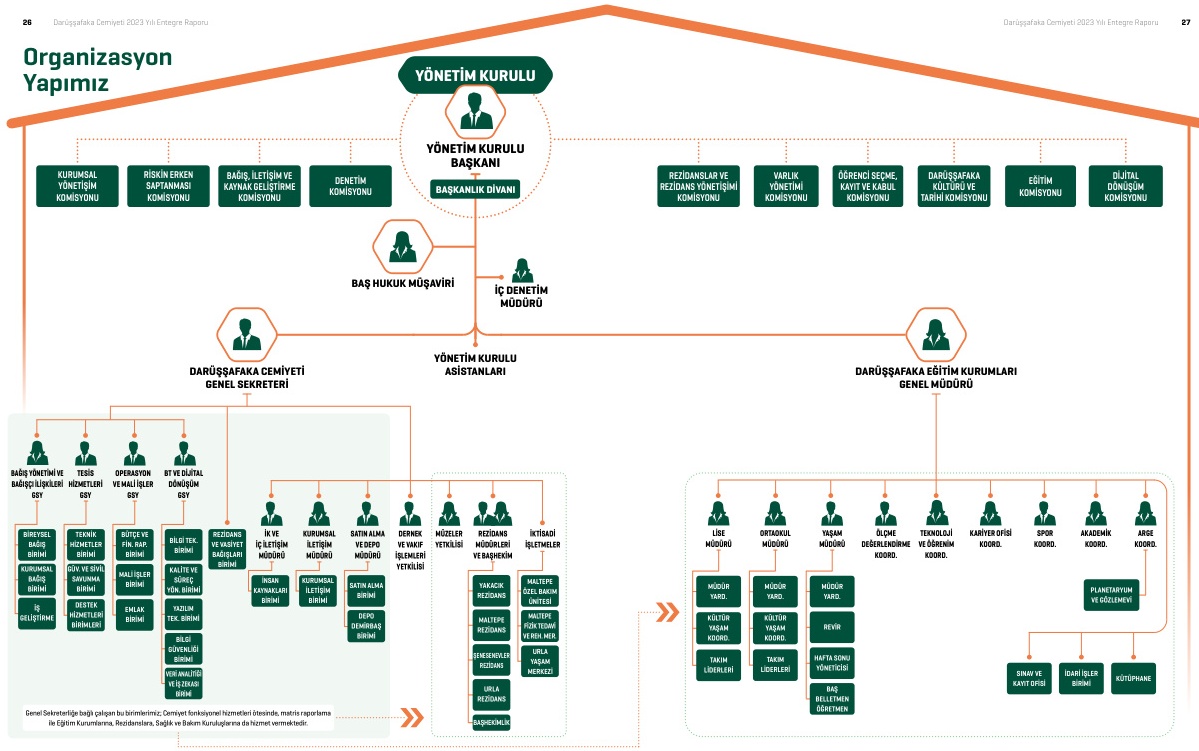 26
Darüşşafaka Cemiyeti 2023 Yılı Entegre Raporu
Darüşşafaka Cemiyeti 2023 Yılı Entegre Raporu
27
Organizasyon
Yapımız
YÖNETİM KURULU
YÖNETİM KURULU
BAŞKANI
BAŞKANLIK DİVANI
KURUMSAL
YÖNETİŞİM
KOMİSYONU
RİSKİN ERKEN
SAPTANMASI
KOMİSYONU
BAĞIŞ, İLETİŞİM VE
KAYNAK GELİŞTİRME
KOMİSYONU
DENETİM
KOMİSYONU
REZİDANSLAR VE
REZİDANS YÖNETİŞİMİ
KOMİSYONU
VARLIK
YÖNETİMİ
KOMİSYONU
ÖĞRENCİ SEÇME,
KAYIT VE KABUL
KOMİSYONU
DARÜŞŞAFAKA
KÜLTÜRÜ VE
TARİHİ KOMİSYONU
EĞİTİM
KOMİSYONU
DİJİTAL
DÖNÜŞÜM
KOMİSYONU
BAŞ HUKUK MÜŞAVİRİ
İÇ DENETİM
MÜDÜRÜ
YÖNETİM KURULU
ASİSTANLARI
DARÜŞŞAFAKA CEMİYETİ
GENEL SEKRETERİ
DARÜŞŞAFAKA EĞİTİM KURUMLARI
GENEL MÜDÜRÜ
BAĞIŞ YÖNETİMİ VE
BAĞIŞÇI İLİŞKİLERİ
GSY
TESİS
HİZMETLERİ
GSY
OPERASYON
VE MALİ İŞLER
GSY
BT VE DİJİTAL
DÖNÜŞÜM
GSY
BİREYSEL
BAĞIŞ
BİRİMİ
KURUMSAL
BAĞIŞ
BİRİMİ
İŞ
GELİŞTİRME
TEKNİK
HİZMETLER
BİRİMİ
GÜV. VE SİVİL
SAVUNMA
BİRİMİ
DESTEK
HİZMETLERİ
BİRİMLERİ
BÜTÇE VE
FİN. RAP.
BİRİMİ
MALİ İŞLER
BİRİMİ
EMLAK
BİRİMİ
BİLGİ TEK.
BİRİMİ
KALİTE VE
SÜREÇ
YÖN. BİRİMİ
YAZILIM
TEK. BİRİMİ
BİLGİ
GÜVENLİĞİ
BİRİMİ
VERİ ANALİTİĞİ
VE İŞ ZEKASI
BİRİMİ
REZİDANS
VE VASİYET
BAĞIŞLARI
BİRİMİ
İK VE
İÇ İLETİŞİM
MÜDÜRÜ
İNSAN
KAYNAKLARI
BİRİMİ
KURUMSAL
İLETİŞİM
MÜDÜRÜ
KURUMSAL
İLETİŞİM
BİRİMİ
SATIN ALMA
VE DEPO
MÜDÜRÜ
SATIN ALMA
BİRİMİ
DEPO
DEMİRBAŞ
BİRİMİ
DERNEK
VE VAKIF
İŞLEMLERİ
YETKİLİSİ
MÜZELER
YETKİLİSİ
REZİDANS
MÜDÜRLERİ
VE BAŞHEKİM
YAKACIK
REZİDANS
MALTEPE
REZİDANS
ŞENESENEVLER
REZİDANS
URLA
REZİDANS
BAŞHEKİMLİK
İKTİSADİ
İŞLETMELER
MALTEPE
ÖZEL BAKIM
ÜNİTESİ
MALTEPE
FİZİK TEDAVİ
VE REH. MER.
URLA
YAŞAM
MERKEZİ
LİSE
MÜDÜRÜ
MÜDÜR
YARD.
KÜLTÜR
YAŞAM
KOORD.
TAKIM
LİDERLERİ
ORTAOKUL
MÜDÜRÜ
MÜDÜR
YARD.
KÜLTÜR
YAŞAM
KOORD.
TAKIM
LİDERLERİ
YAŞAM
MÜDÜRÜ
MÜDÜR
YARD.
REVİR
HAFTA SONU
YÖNETİCİSİ
BAŞ
BELLETMEN
ÖĞRETMEN
ÖLÇME
DEĞERLENDİRME
KOORD.
TEKNOLOJİ
VE ÖĞRENİM
KOORD.
KARİYER OFİSİ
KOORD.
SPOR
KOORD.
AKADEMİK
KOORD.
ARGE
KOORD.
PLANETARYUM
VE GÖZLEMEVİ
SINAV VE
KAYIT OFİSİ
İDARİ İŞLER
BİRİMİ
KÜTÜPHANE
Genel Sekreterliğe bağlı çalışan bu birimlerimiz; Cemiyet fonksiyonel hizmetleri ötesinde, matris raporlama
ile Eğitim Kurumlarına, Rezidanslara, Sağlık ve Bakım Kuruluşlarına da hizmet vermektedir.